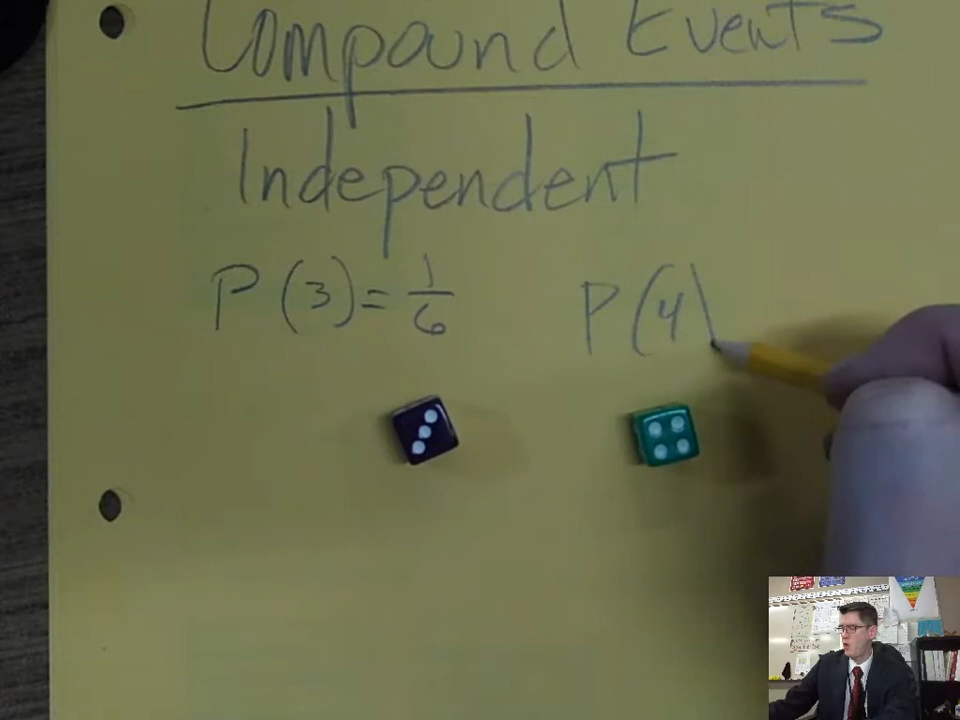 Compound Events
Independent
P(3) = 1/6 P(4)